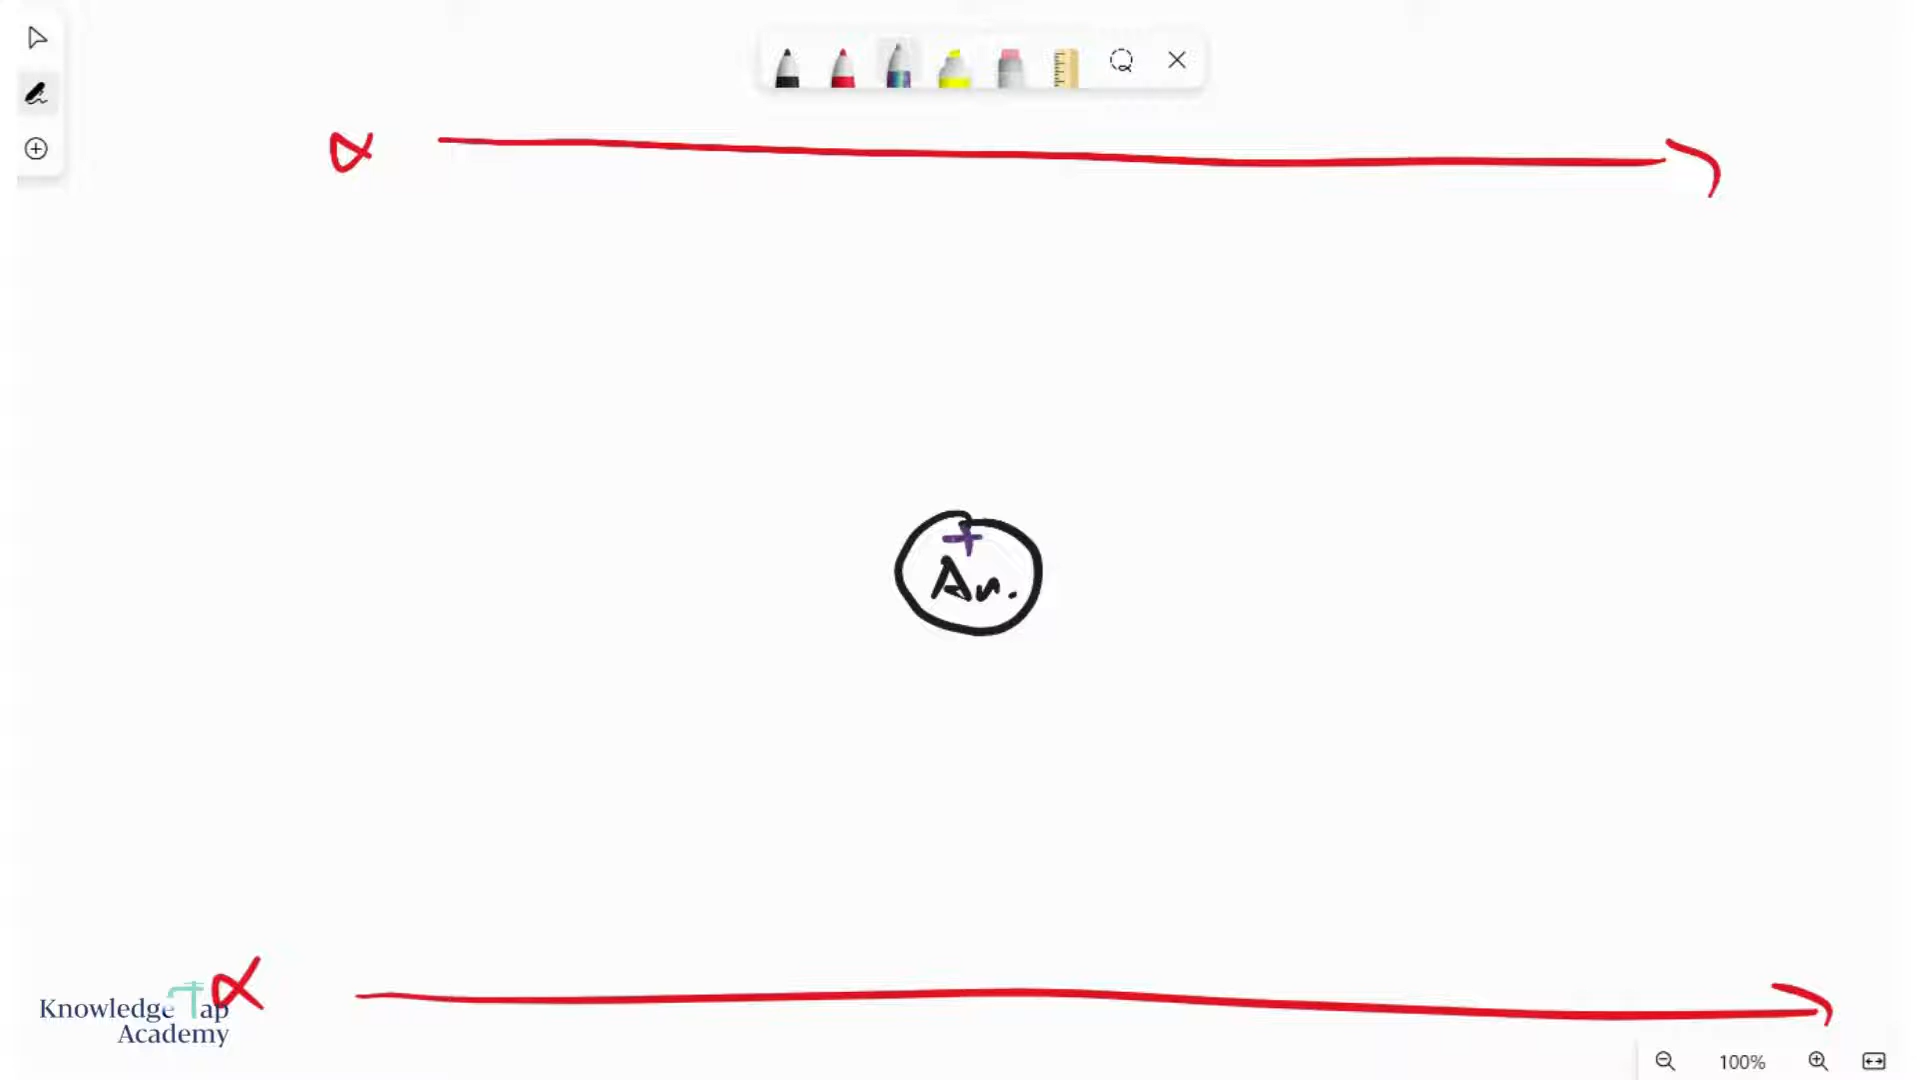 α
+
An.
α
Knowledge Tap
Academy
100%